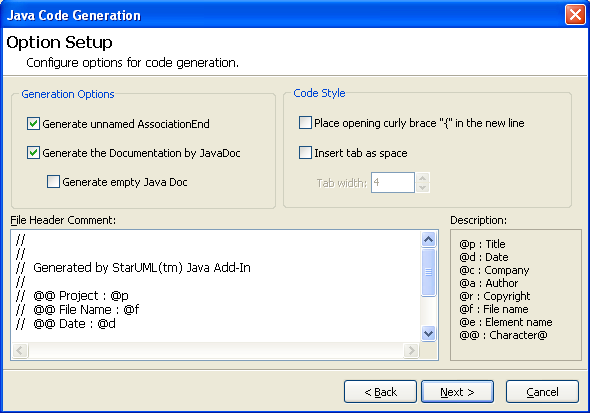 Java Code Generation
Option Setup
Configure options for code generation.
Generation Options
Generate unnamed AssociationEnd
Generate the Documentation by JavaDoc
Generate empty Java Doc
Code Style
Place opening curly brace "{" in the new line
Insert tab as space
Tab width: 4
File Header Comment:
//
//
//  Generated by StarUML(tm) Java Add-In
//
//  @@ Project : @p
//  @@ File Name : @f
//  @@ Date : @d
Description:
@p : Title
@d : Date
@c : Company
@a : Author
@r : Copyright
@f : File name
@e : Element name
@@ : Character@
< Back
Next >
Cancel